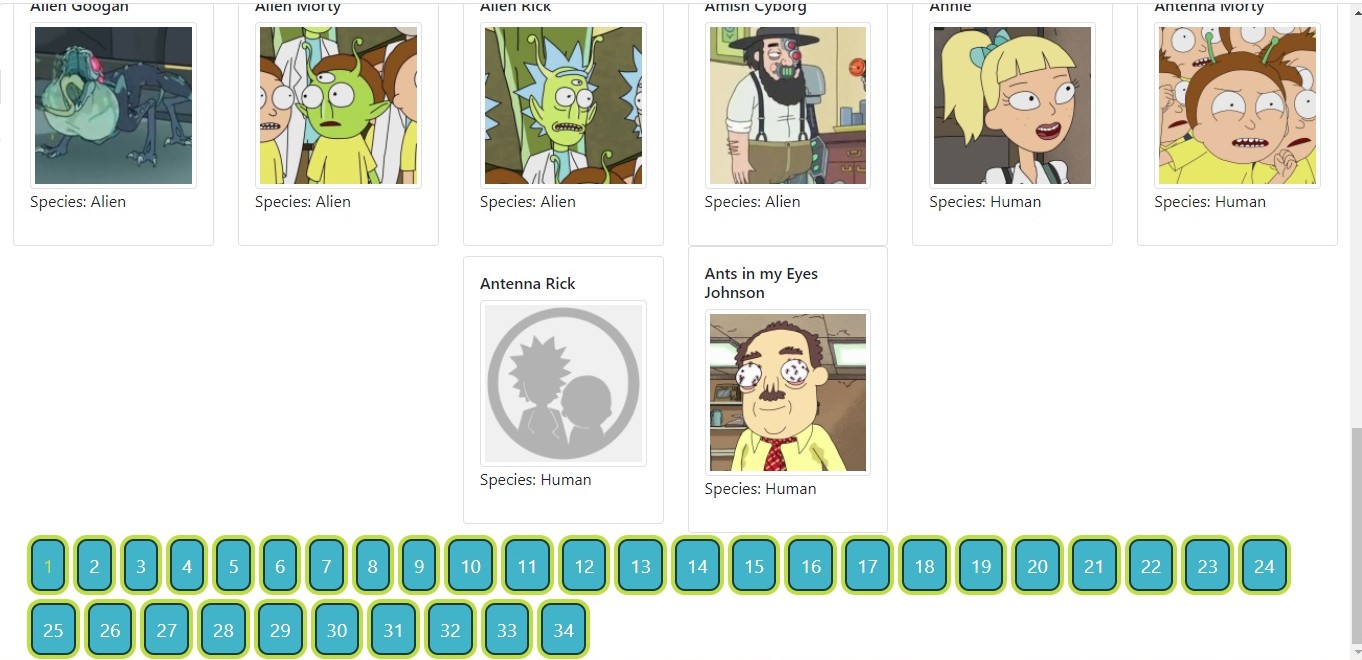 Alien Googah
Alien Morty
Alien Rick
Amish Cyborg
Annie
Antenna Morty
Species: Alien
Species: Alien
Species: Alien
Species: Alien
Species: Human
Species: Human
Antenna Rick
Species: Human
Ants in my Eyes
Johnson
Species: Human
1 2 3 4 5 6 7 8 9 10 11 12 13 14 15 16 17 18 19 20 21 22 23 24
25 26 27 28 29 30 31 32 33 34